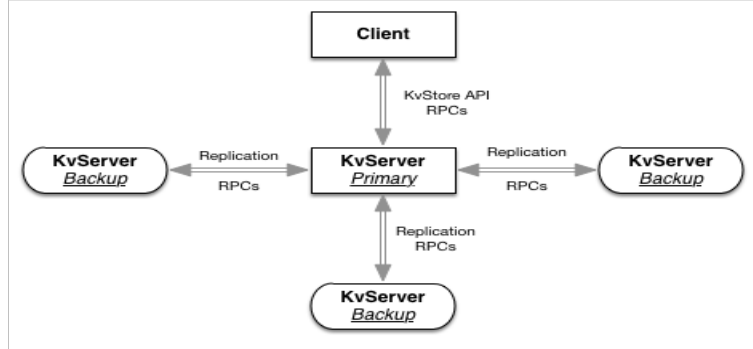 Client
KvStore API
RPCs
KvServer
Backup
Replication
RPCs
KvServer
Primary
Replication
RPCs
KvServer
Backup
Replication
RPCs
KvServer
Backup